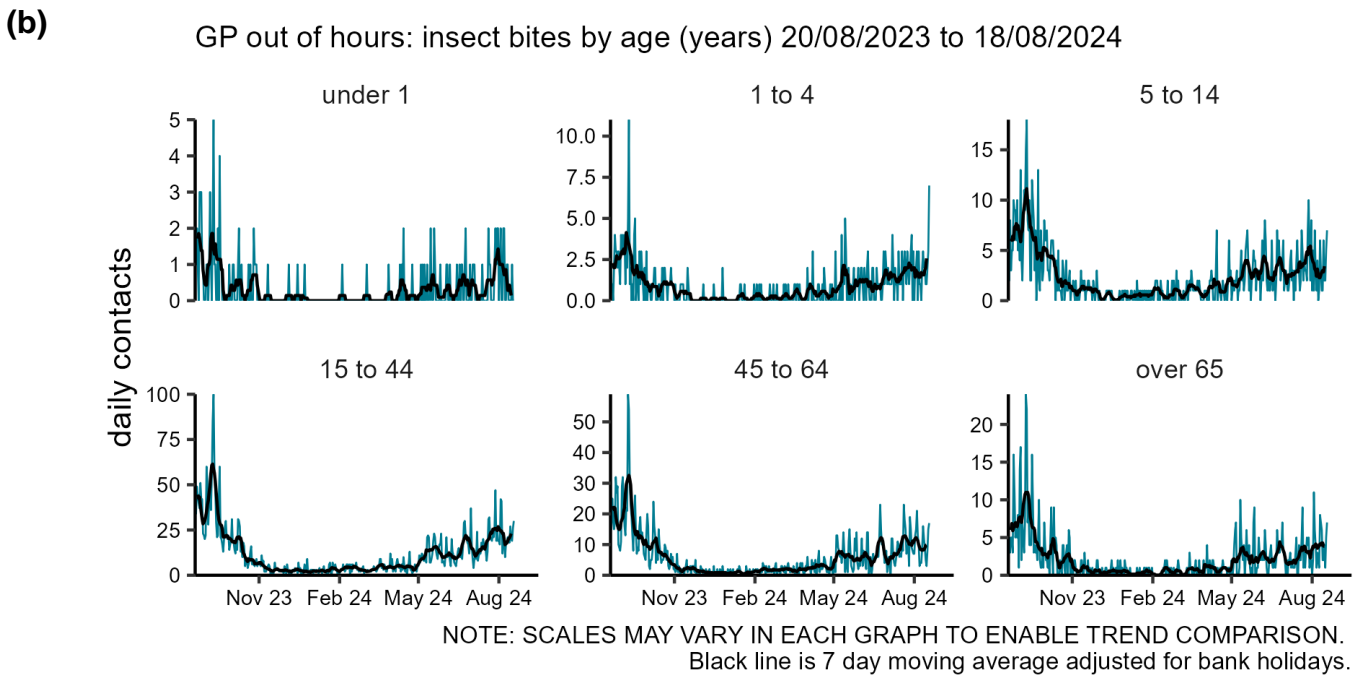 (b)
GP out of hours: insect bites by age (years) 20/08/2023 to 18/08/2024
under 1
1 to 4
5 to 14
5
4
3
2
1
0
10.0
7.5
5.0
2.5
0.0
15
10
5
0
daily contacts
15 to 44
45 to 64
over 65
100
75
50
25
0
50
40
30
20
10
0
20
15
10
5
0
Nov 23 Feb 24 May 24 Aug 24
Nov 23 Feb 24 May 24 Aug 24
Nov 23 Feb 24 May 24 Aug 24
NOTE: SCALES MAY VARY IN EACH GRAPH TO ENABLE TREND COMPARISON.
Black line is 7 day moving average adjusted for bank holidays.